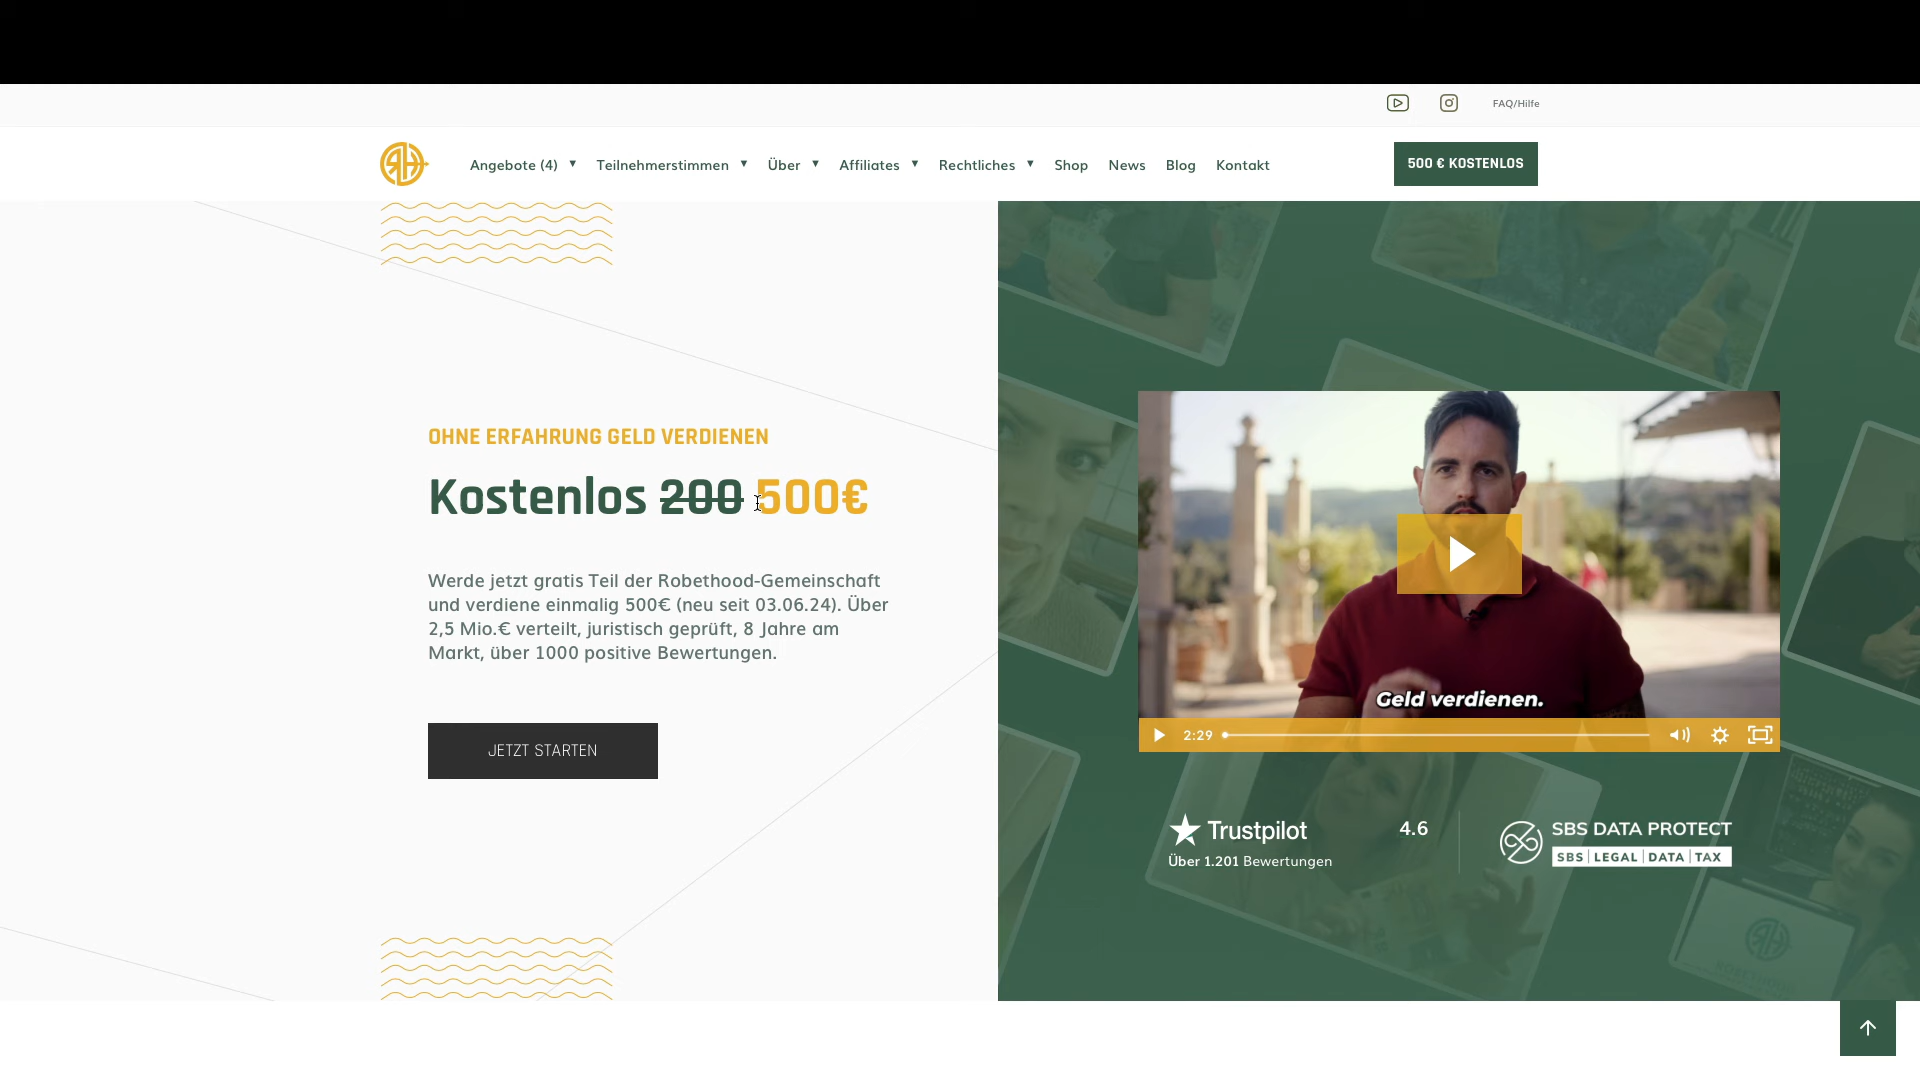 FAQ/Hilfe
Angebote (4) ▼ Teilnehmerstimmen ▼ Über ▼ Affiliates ▼ Rechtliches ▼ Shop News Blog Kontakt
500 € KOSTENLOS
OHNE ERFAHRUNG GELD VERDIENEN
Kostenlos 200 500€
Werde jetzt gratis Teil der Robethood-Gemeinschaft
und verdiene einmalig 500€ (neu seit 03.06.24). Über
2,5 Mio.€ verteilt, juristisch geprüft, 8 Jahre am
Markt, über 1000 positive Bewertungen.
JETZT STARTEN
Geld verdienen.
2:29
Trustpilot 4.6
Über 1.201 Bewertungen
SBS DATA PROTECT
SBS | LEGAL | DATA | TAX